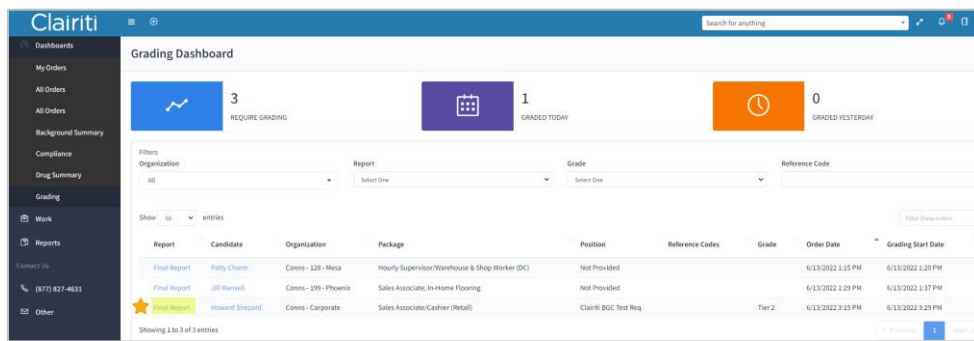 Clairiti
Search for anything
Dashboards
My Orders
All Orders
All Orders
Background Summary
Compliance
Drug Summary
Grading
Work
Reports
Contact Us
(877) 827-4631
Other
Grading Dashboard
3
REQUIRE GRADING
1
GRADED TODAY
0
GRADED YESTERDAY
Filters
Organization Report Grade Reference Code
All Select One Select One
Show 50 entries Filter these orders
Report Candidate Organization Package Position Reference Codes Grade Order Date Grading Start Date
Final Report Patty Charm Conns - 128 - Mesa Hourly Supervisor/Warehouse & Shop Worker (DC) Not Provided 6/13/2022 1:15 PM 6/13/2022 1:20 PM
Final Report Jill Mansell Conns - 199 - Phoenix Sales Associate, In-Home Flooring Not Provided 6/13/2022 1:29 PM 6/13/2022 1:37 PM
Final Report Howard Shepard Conns - Corporate Sales Associate/Cashier (Retail) Clairiti BGC Test Req Tier 2 6/13/2022 3:15 PM 6/13/2022 3:29 PM
Showing 1 to 3 of 3 entries
Previous 1 Next